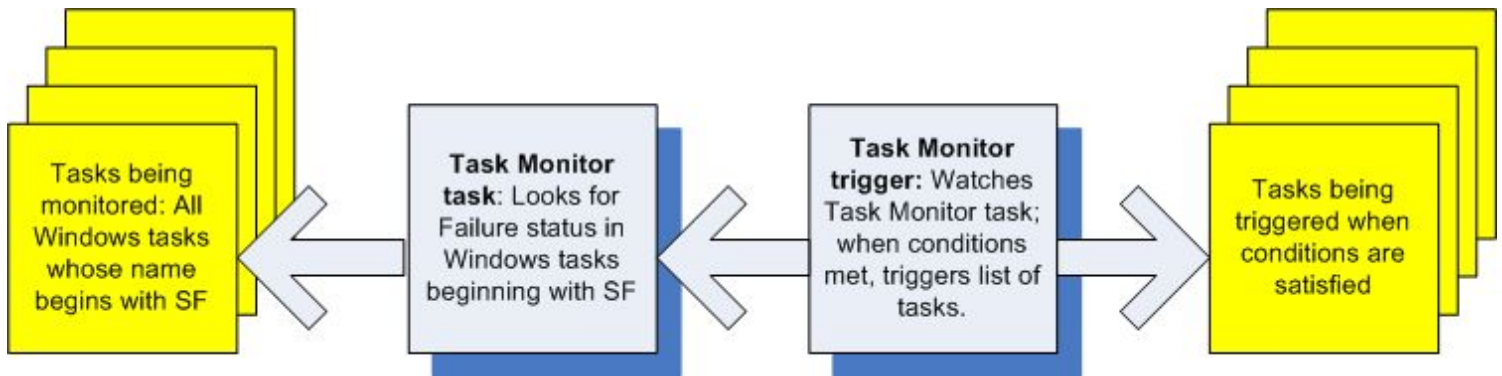 Tasks being
monitored: All
Windows tasks
whose name
begins with SF
Task Monitor
task: Looks for
Failure status in
Windows tasks
beginning with SF
Task Monitor
trigger: Watches
Task Monitor task;
when conditions
met, triggers list of
tasks.
Tasks being
triggered when
conditions are
satisfied